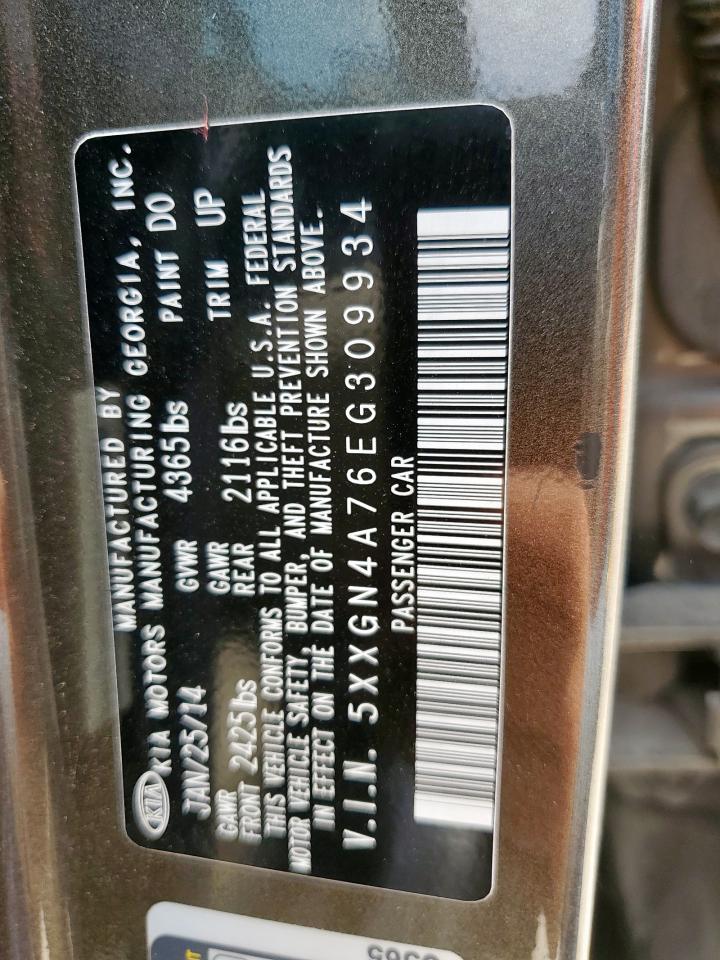 MANUFACTURED BY
KIA KIA MOTORS MANUFACTURING GEORGIA, INC.
JAN/25/14 GVWR 4365lbs PAINT DO
GAWR FRONT 2425lbs GAWR REAR 2116lbs TRIM UP
THIS VEHICLE CONFORMS TO ALL APPLICABLE U.S.A. FEDERAL
MOTOR VEHICLE SAFETY, BUMPER, AND THEFT PREVENTION STANDARDS
IN EFFECT ON THE DATE OF MANUFACTURE SHOWN ABOVE.
V.I.N. 5XXGN4A76EG309934
PASSENGER CAR